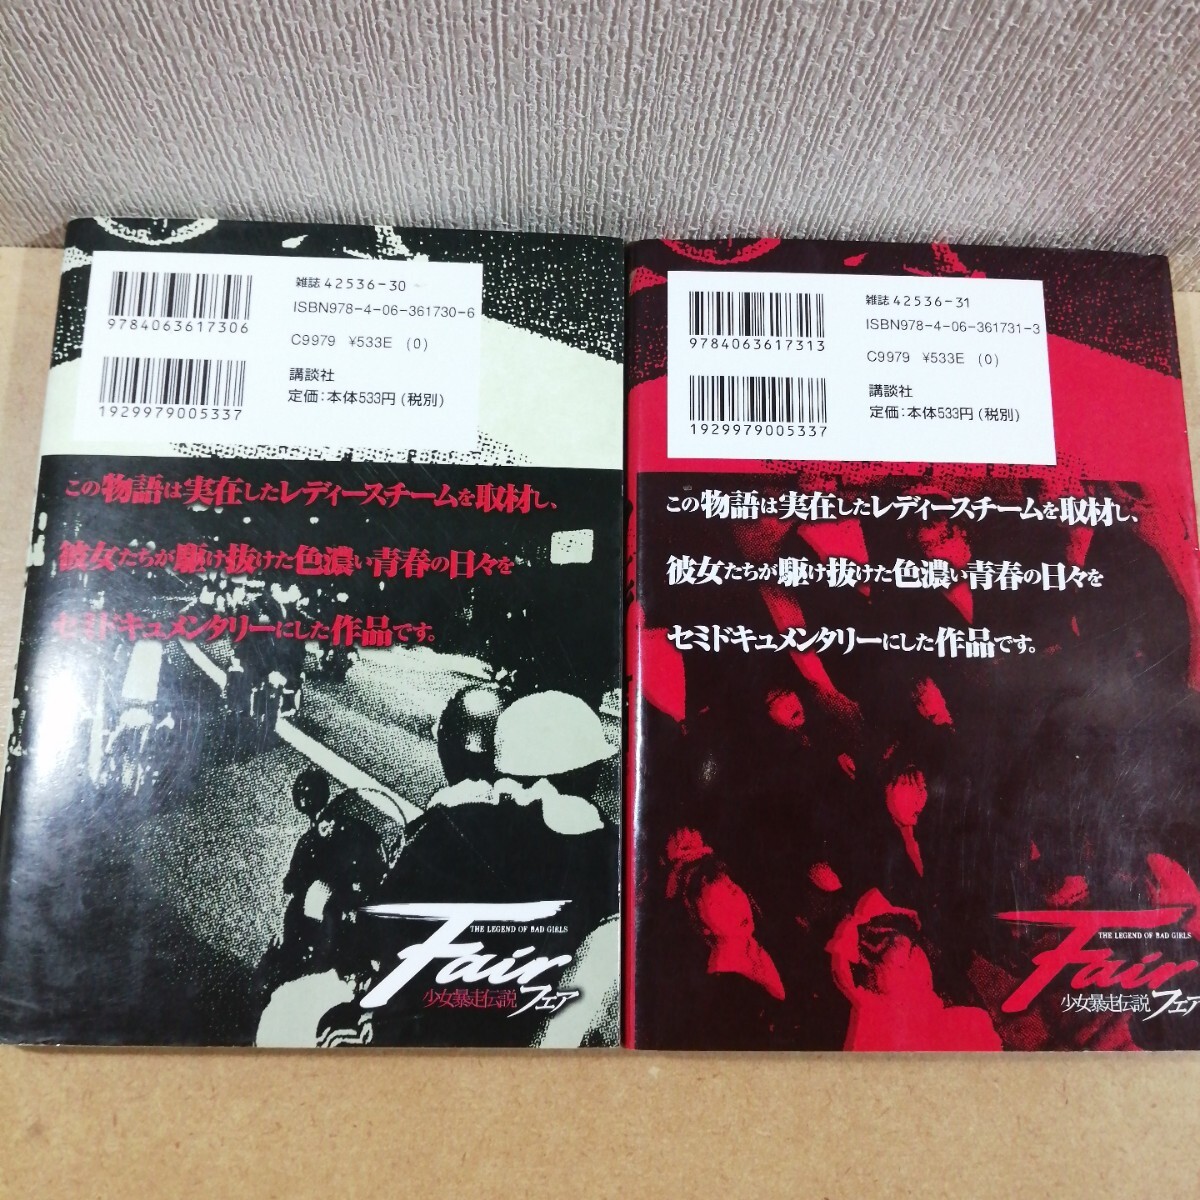 雑誌 42536-30
ISBN978-4-06-361730-6
9784063617306
C9979 ¥533E (0)
講談社
定価:本体533円(税別)
1929979005337
この物語は実在したレディースチームを取材し、
彼女たちが駆け抜けた色濃い青春の日々を
セミドキュメンタリーにした作品です。
THE LEGEND OF BAD GIRLS
Fair
少女暴走伝説 フェア
雑誌 42536-31
ISBN978-4-06-361731-3
9784063617313
C9979 ¥533E (0)
講談社
定価:本体533円(税別)
1929979005337
この物語は実在したレディースチームを取材し、
彼女たちが駆け抜けた色濃い青春の日々を
セミドキュメンタリーにした作品です。
THE LEGEND OF BAD GIRLS
Fair
少女暴走伝説 フェア